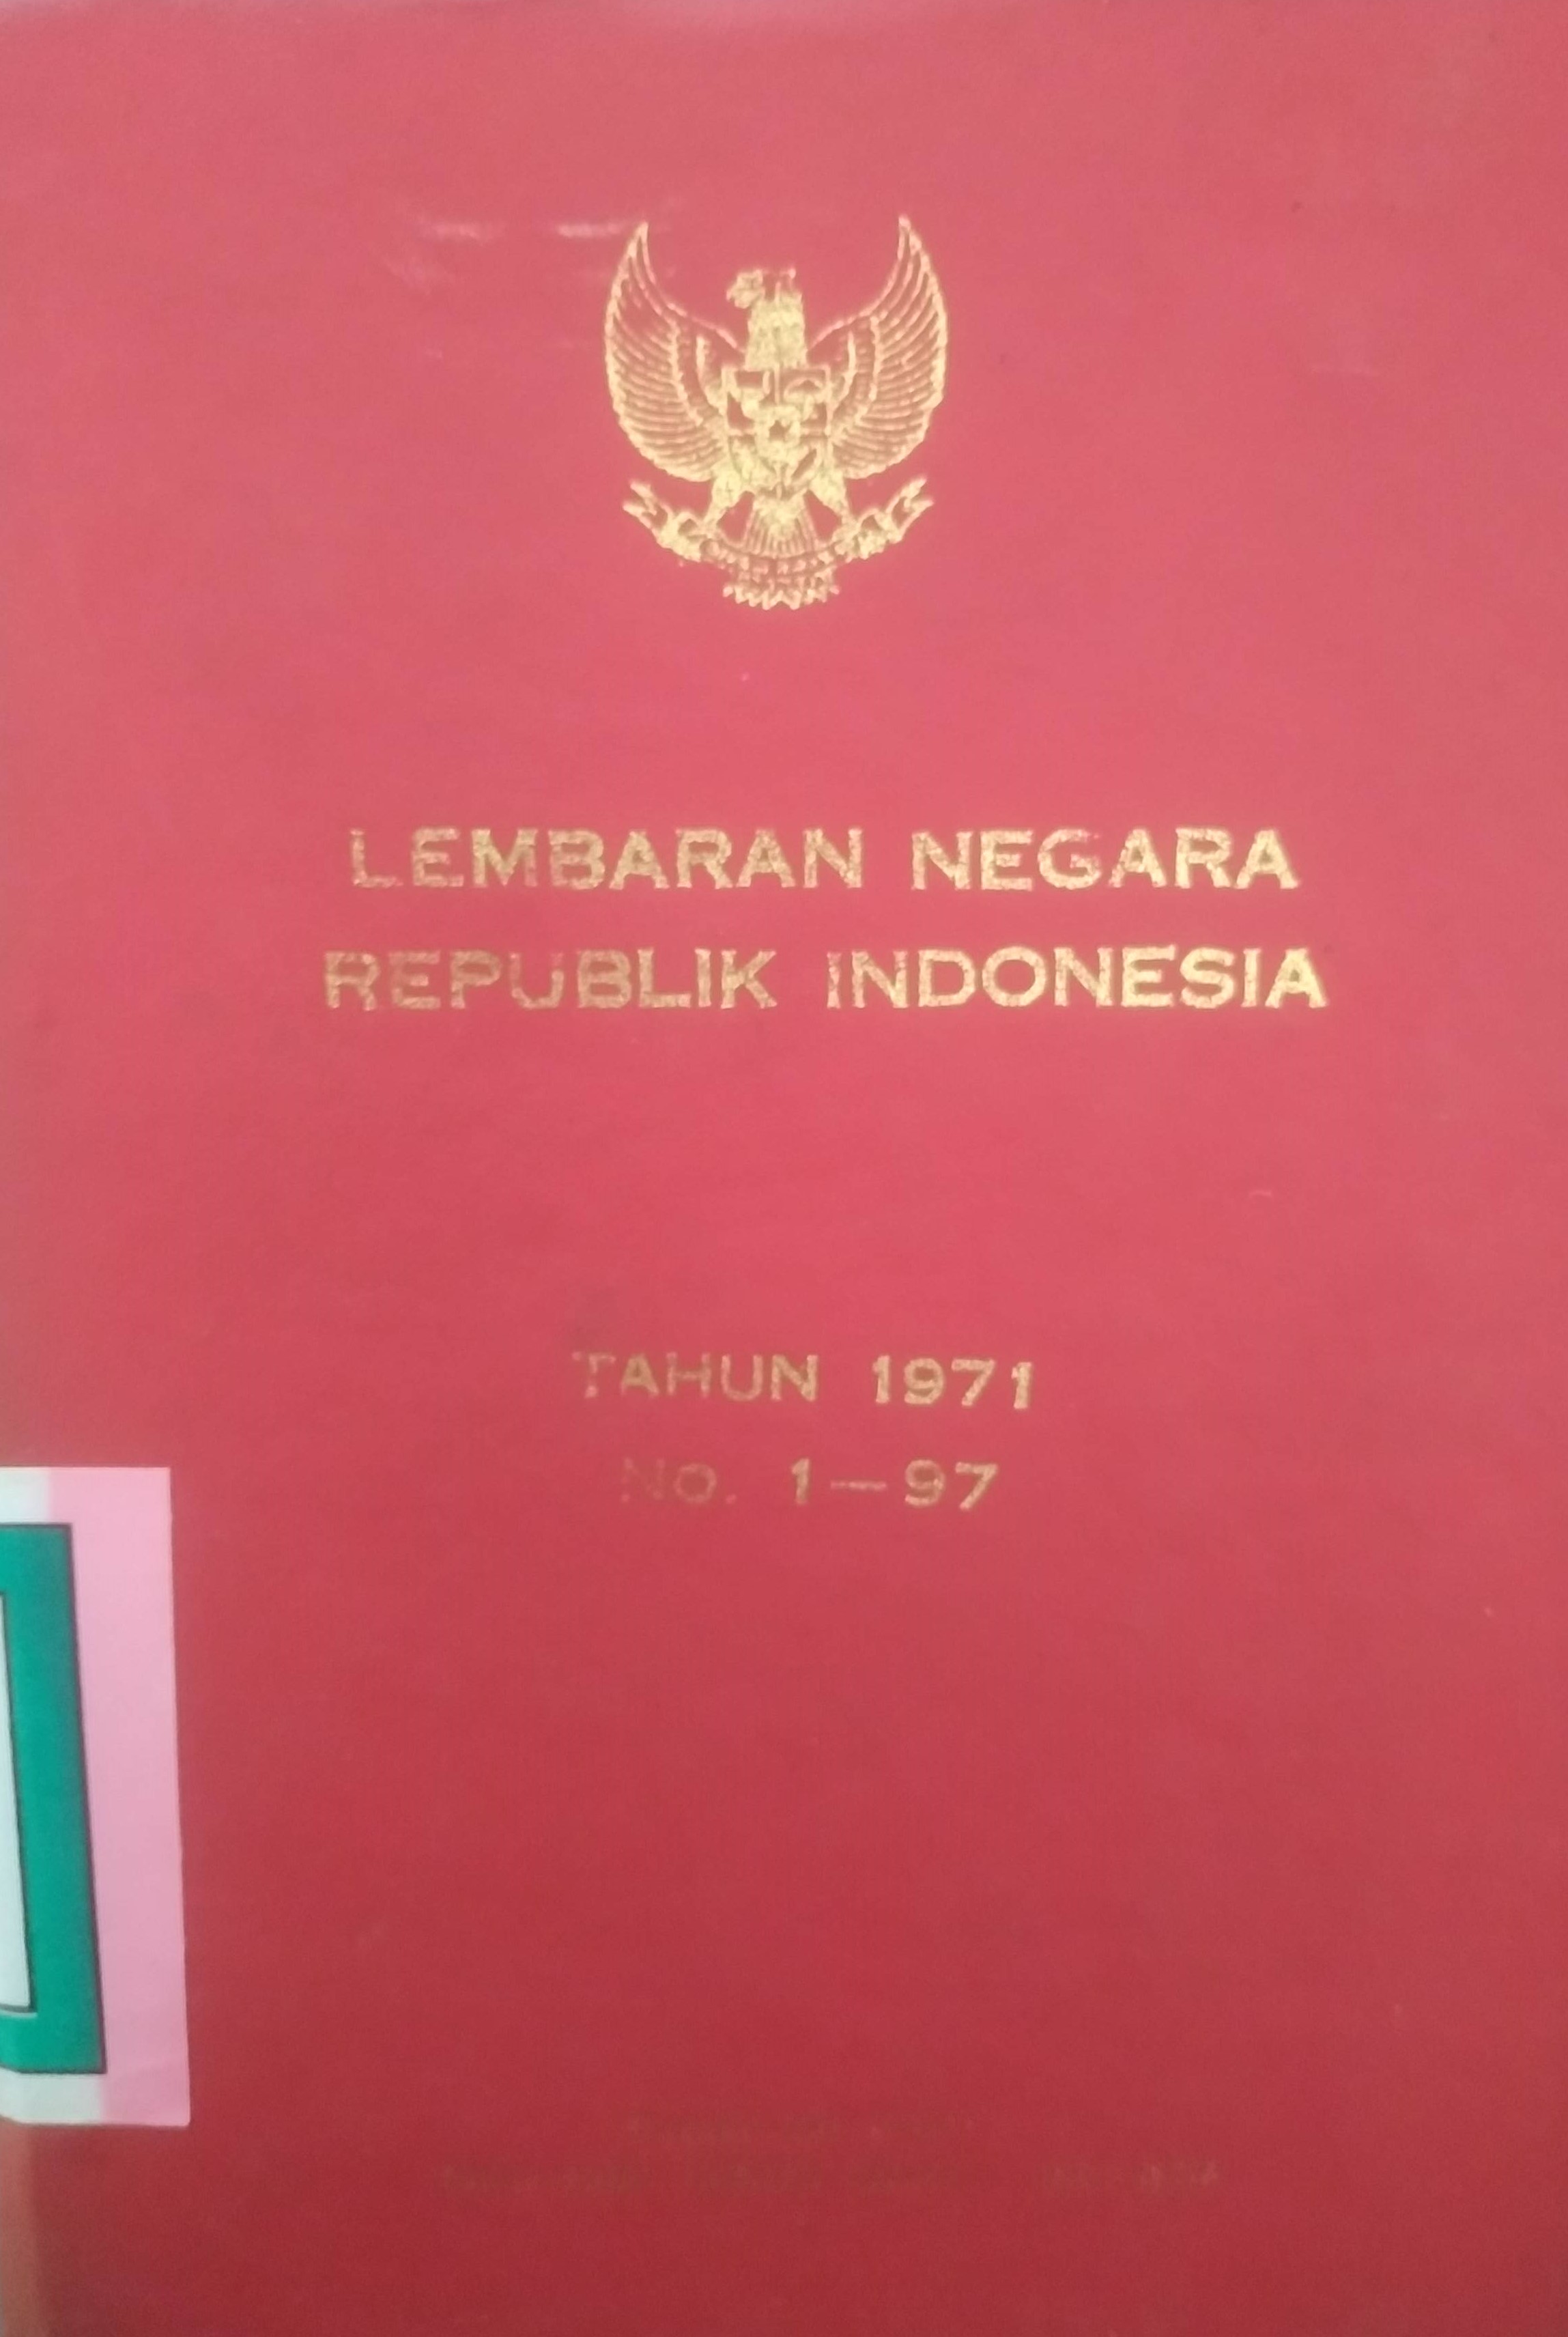 LEMBARAN NEGARA
REPUBLIK INDONESIA
TAHUN 1971
No. 1—97